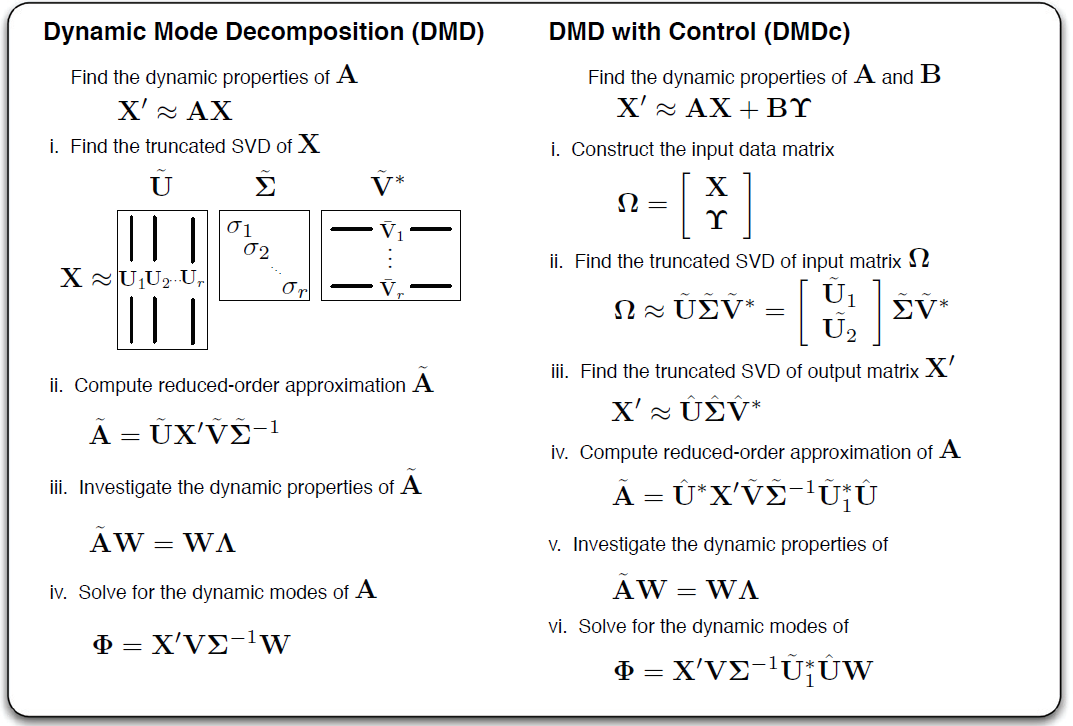 Dynamic Mode Decomposition (DMD)
Find the dynamic properties of A
X′ ≈ AX
i. Find the truncated SVD of X
Ũ Σ̃ Ṽ*
X ≈ U₁U₂...Uᵣ σ₁ σ₂ ⋱ σᵣ v̄₁ ⋮ v̄ᵣ
ii. Compute reduced-order approximation Ã
Ã = ŨX′ṼΣ̃⁻¹
iii. Investigate the dynamic properties of Ã
ÃW = WΛ
iv. Solve for the dynamic modes of A
Φ = X′VΣ⁻¹W
DMD with Control (DMDc)
Find the dynamic properties of A and B
X′ ≈ AX + BΥ
i. Construct the input data matrix
Ω = [ X
Υ ]
ii. Find the truncated SVD of input matrix Ω
Ω ≈ ŨΣ̃Ṽ* = [ Ũ₁
Ũ₂ ] Σ̃Ṽ*
iii. Find the truncated SVD of output matrix X′
X′ ≈ ÛΣ̂V̂*
iv. Compute reduced-order approximation of A
Ã = Û*X′ṼΣ̃⁻¹Ũ₁*Û
v. Investigate the dynamic properties of
ÃW = WΛ
vi. Solve for the dynamic modes of
Φ = X′VΣ⁻¹Ũ₁*ÛW